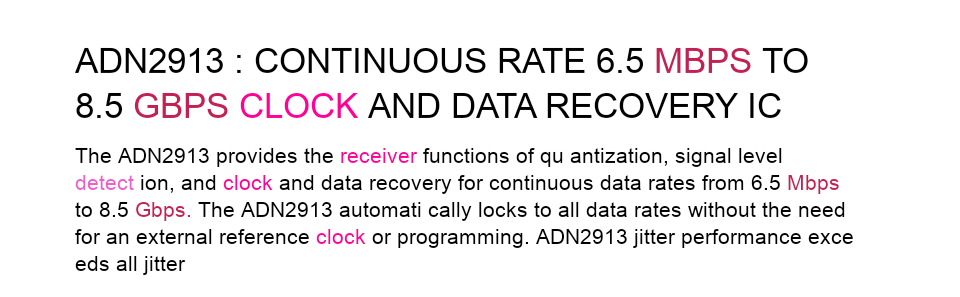 ADN2913 : CONTINUOUS RATE 6.5 MBPS TO
8.5 GBPS CLOCK AND DATA RECOVERY IC
The ADN2913 provides the receiver functions of qu antization, signal level
detect ion, and clock and data recovery for continuous data rates from 6.5 Mbps
to 8.5 Gbps. The ADN2913 automati cally locks to all data rates without the need
for an external reference clock or programming. ADN2913 jitter performance exce
eds all jitter